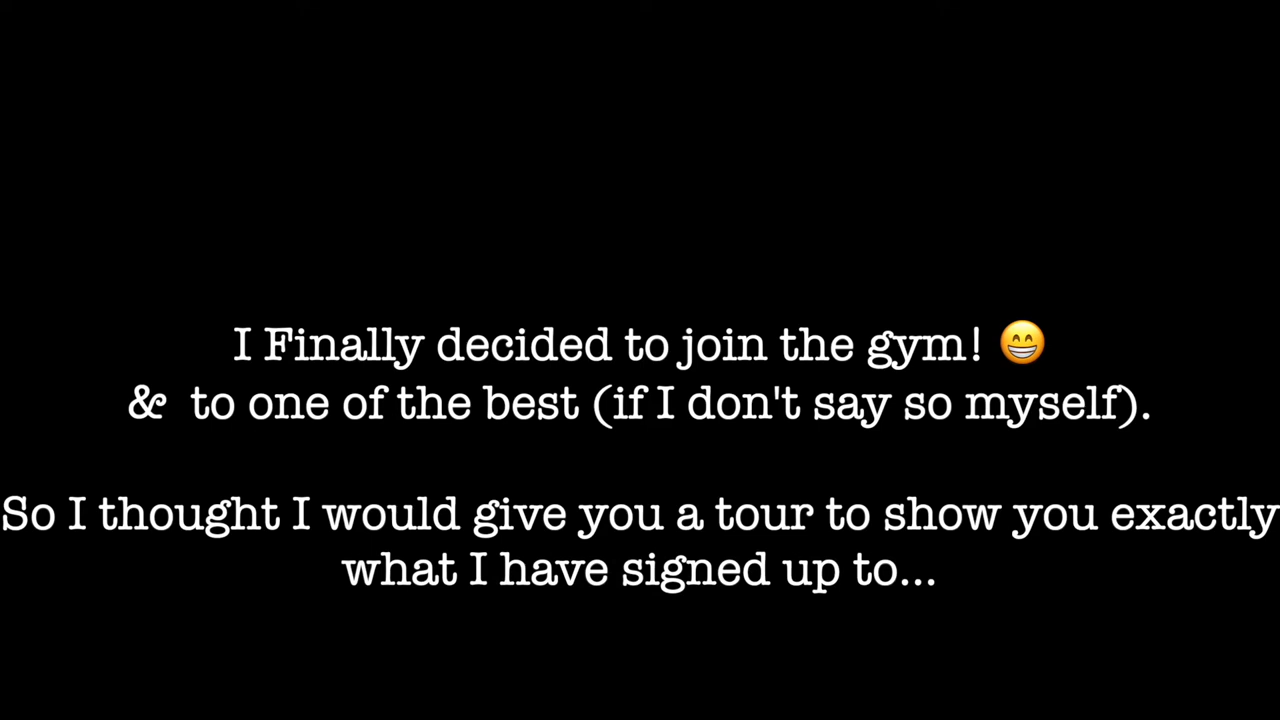 I Finally decided to join the gym! 😁
&  to one of the best (if I don't say so myself).
So I thought I would give you a tour to show you exactly
what I have signed up to...